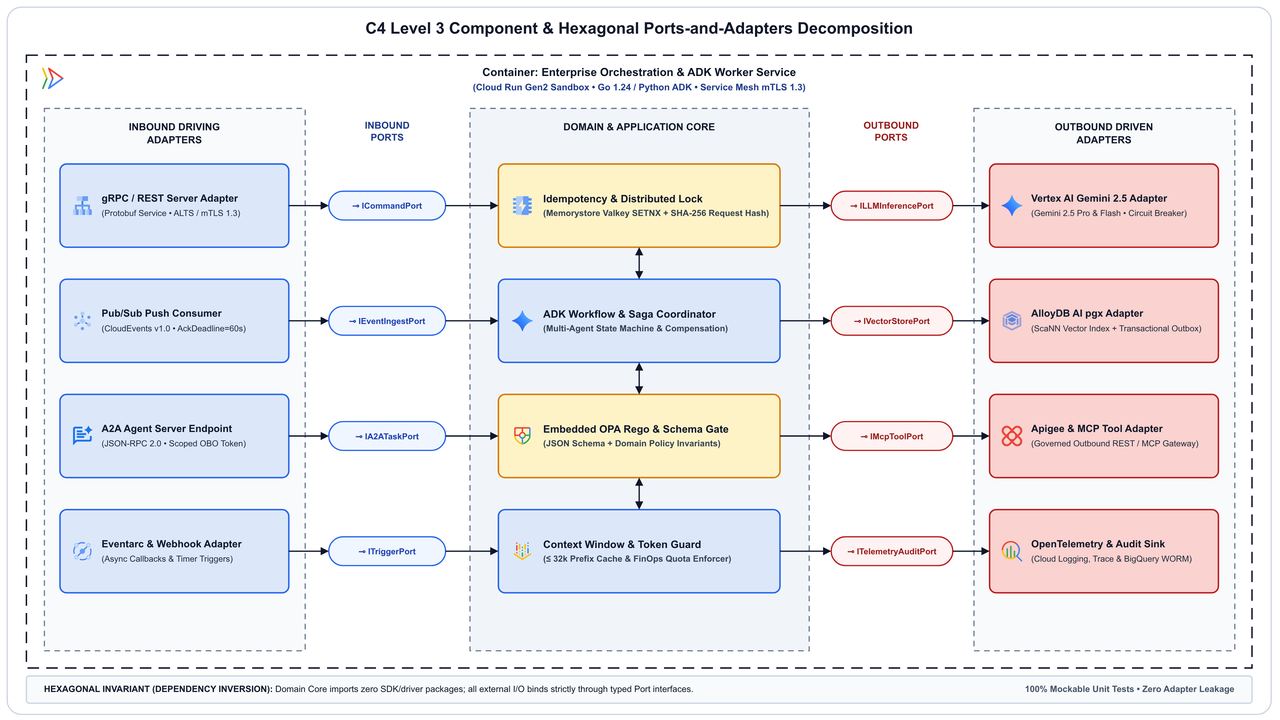 C4 Level 3 Component & Hexagonal Ports-and-Adapters Decomposition
Container: Enterprise Orchestration & ADK Worker Service
(Cloud Run Gen2 Sandbox • Go 1.24 / Python ADK • Service Mesh mTLS 1.3)
INBOUND DRIVING
ADAPTERS
gRPC / REST Server Adapter
(Protobuf Service • ALTS / mTLS 1.3)
Pub/Sub Push Consumer
(CloudEvents v1.0 • AckDeadline=60s)
A2A Agent Server Endpoint
(JSON-RPC 2.0 • Scoped OBO Token)
Eventarc & Webhook Adapter
(Async Callbacks & Timer Triggers)
INBOUND
PORTS
⊸ ICommandPort
⊸ IEventIngestPort
⊸ IA2ATaskPort
⊸ ITriggerPort
DOMAIN & APPLICATION CORE
Idempotency & Distributed Lock
(Memorystore Valkey SETNX + SHA-256 Request Hash)
ADK Workflow & Saga Coordinator
(Multi-Agent State Machine & Compensation)
Embedded OPA Rego & Schema Gate
(JSON Schema + Domain Policy Invariants)
Context Window & Token Guard
(≤ 32k Prefix Cache & FinOps Quota Enforcer)
OUTBOUND
PORTS
⊸ ILLMInferencePort
⊸ IVectorStorePort
⊸ IMcpToolPort
⊸ ITelemetryAuditPort
OUTBOUND DRIVEN
ADAPTERS
Vertex AI Gemini 2.5 Adapter
(Gemini 2.5 Pro & Flash • Circuit Breaker)
AlloyDB AI pgx Adapter
(ScaNN Vector Index + Transactional Outbox)
Apigee & MCP Tool Adapter
(Governed Outbound REST / MCP Gateway)
OpenTelemetry & Audit Sink
(Cloud Logging, Trace & BigQuery WORM)
HEXAGONAL INVARIANT (DEPENDENCY INVERSION): Domain Core imports zero SDK/driver packages; all external I/O binds strictly through typed Port interfaces.
100% Mockable Unit Tests • Zero Adapter Leakage